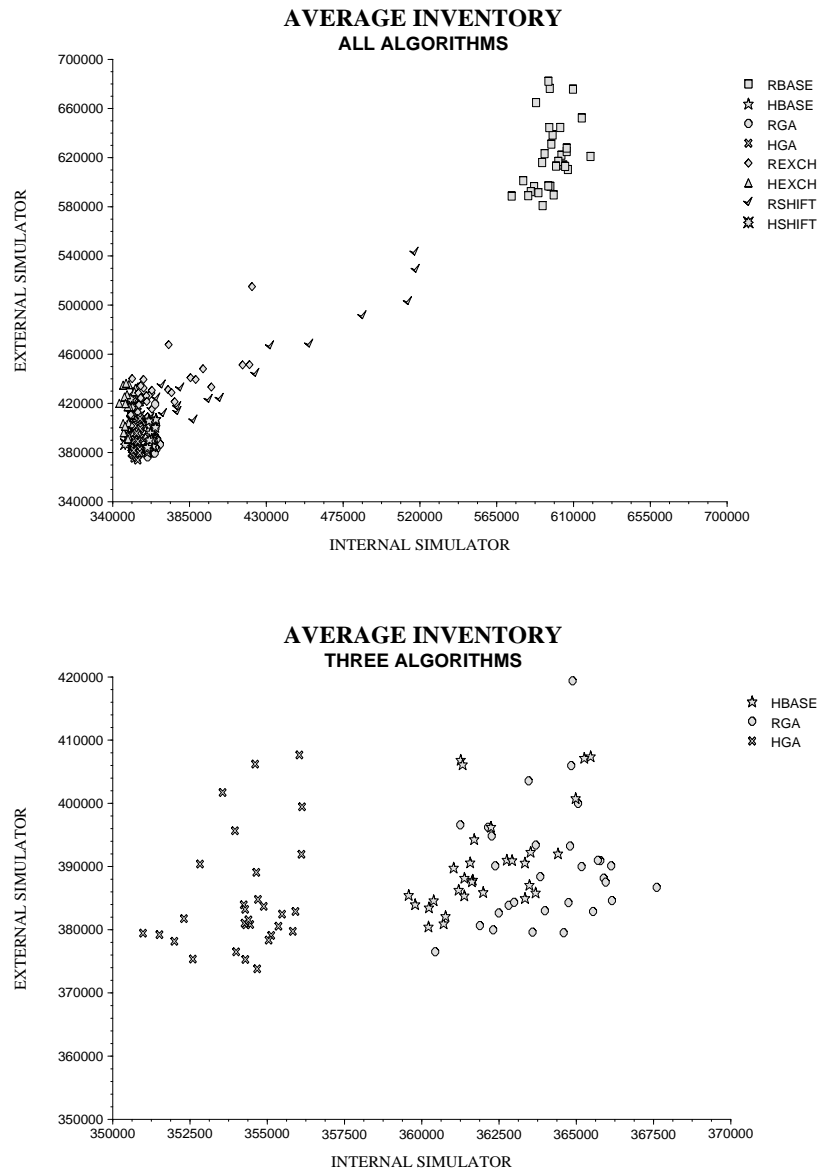 AVERAGE INVENTORY
ALL ALGORITHMS
700000
660000
620000
580000
540000
500000
460000
420000
380000
340000
EXTERNAL SIMULATOR
340000 385000 430000 475000 520000 565000 610000 655000 700000
INTERNAL SIMULATOR
RBASE
HBASE
RGA
HGA
REXCH
HEXCH
RSHIFT
HSHIFT
AVERAGE INVENTORY
THREE ALGORITHMS
420000
410000
400000
390000
380000
370000
360000
350000
EXTERNAL SIMULATOR
350000 352500 355000 357500 360000 362500 365000 367500 370000
INTERNAL SIMULATOR
HBASE
RGA
HGA